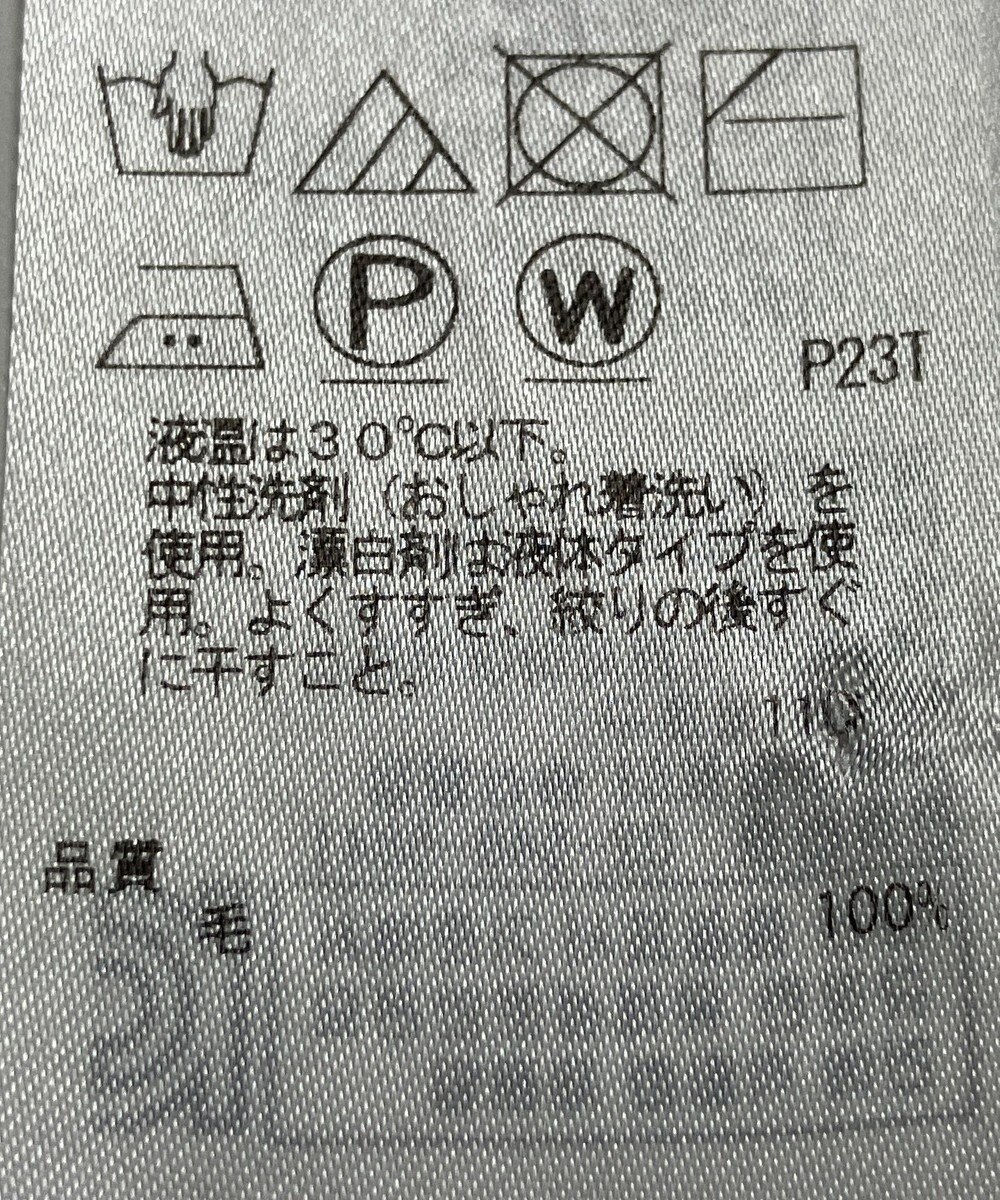 P
W
P23T
液温は30℃以下。
中性洗剤(おしゃれ着洗い)を
使用。漂白剤は液体タイプを使
用。よくすすぎ、絞りの後すぐ
に干すこと。
品質
毛 100%